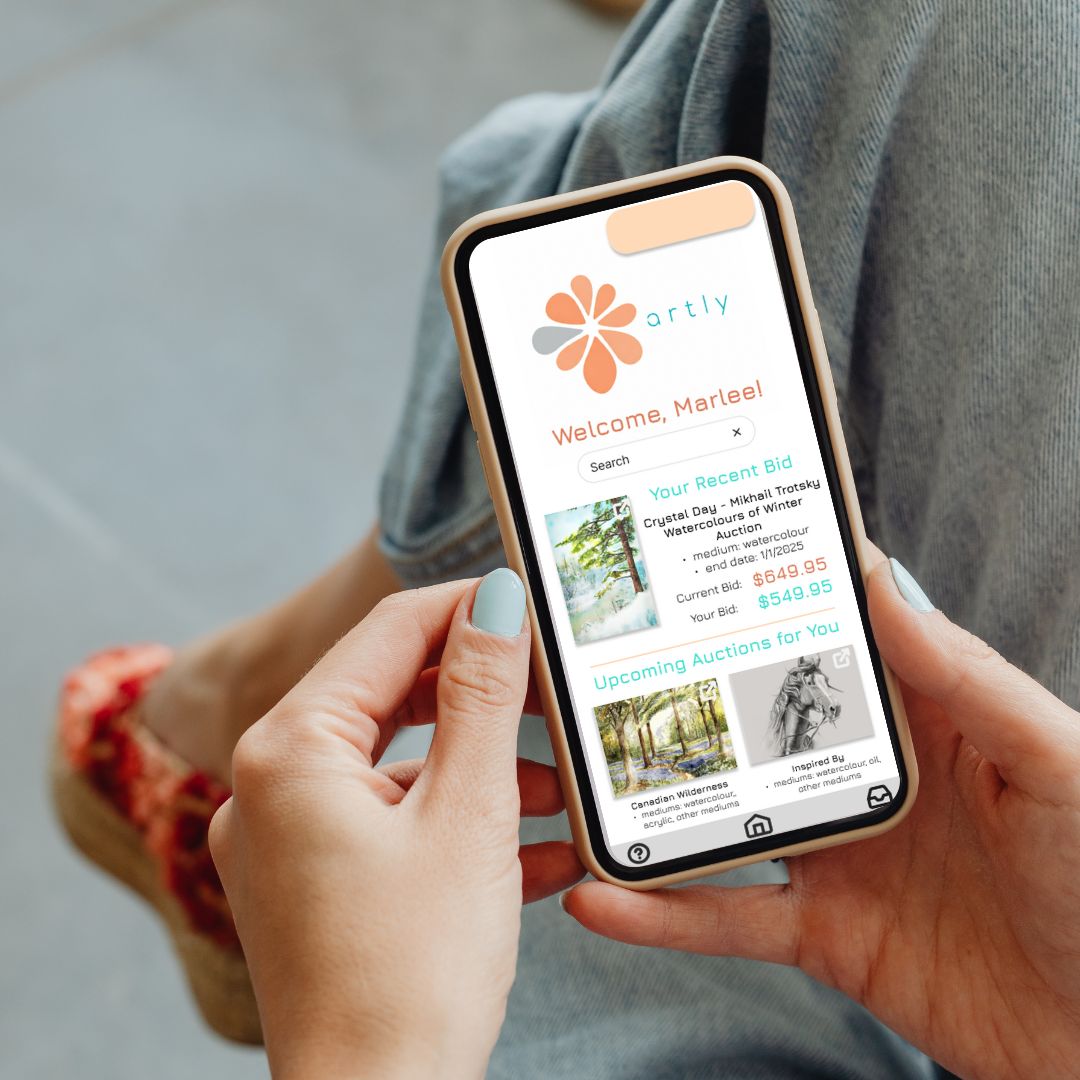 artly
Welcome, Marlee!
Search
Your Recent Bid
Crystal Day - Mikhail Trotsky
Watercolours of Winter
Auction
• medium: watercolour
• end date: 1/1/2025
Current Bid: $649.95
Your Bid: $549.95
Upcoming Auctions for You
Canadian Wilderness
• mediums: watercolour,
acrylic, other mediums
Inspired By
• mediums: watercolour, oil,
other mediums